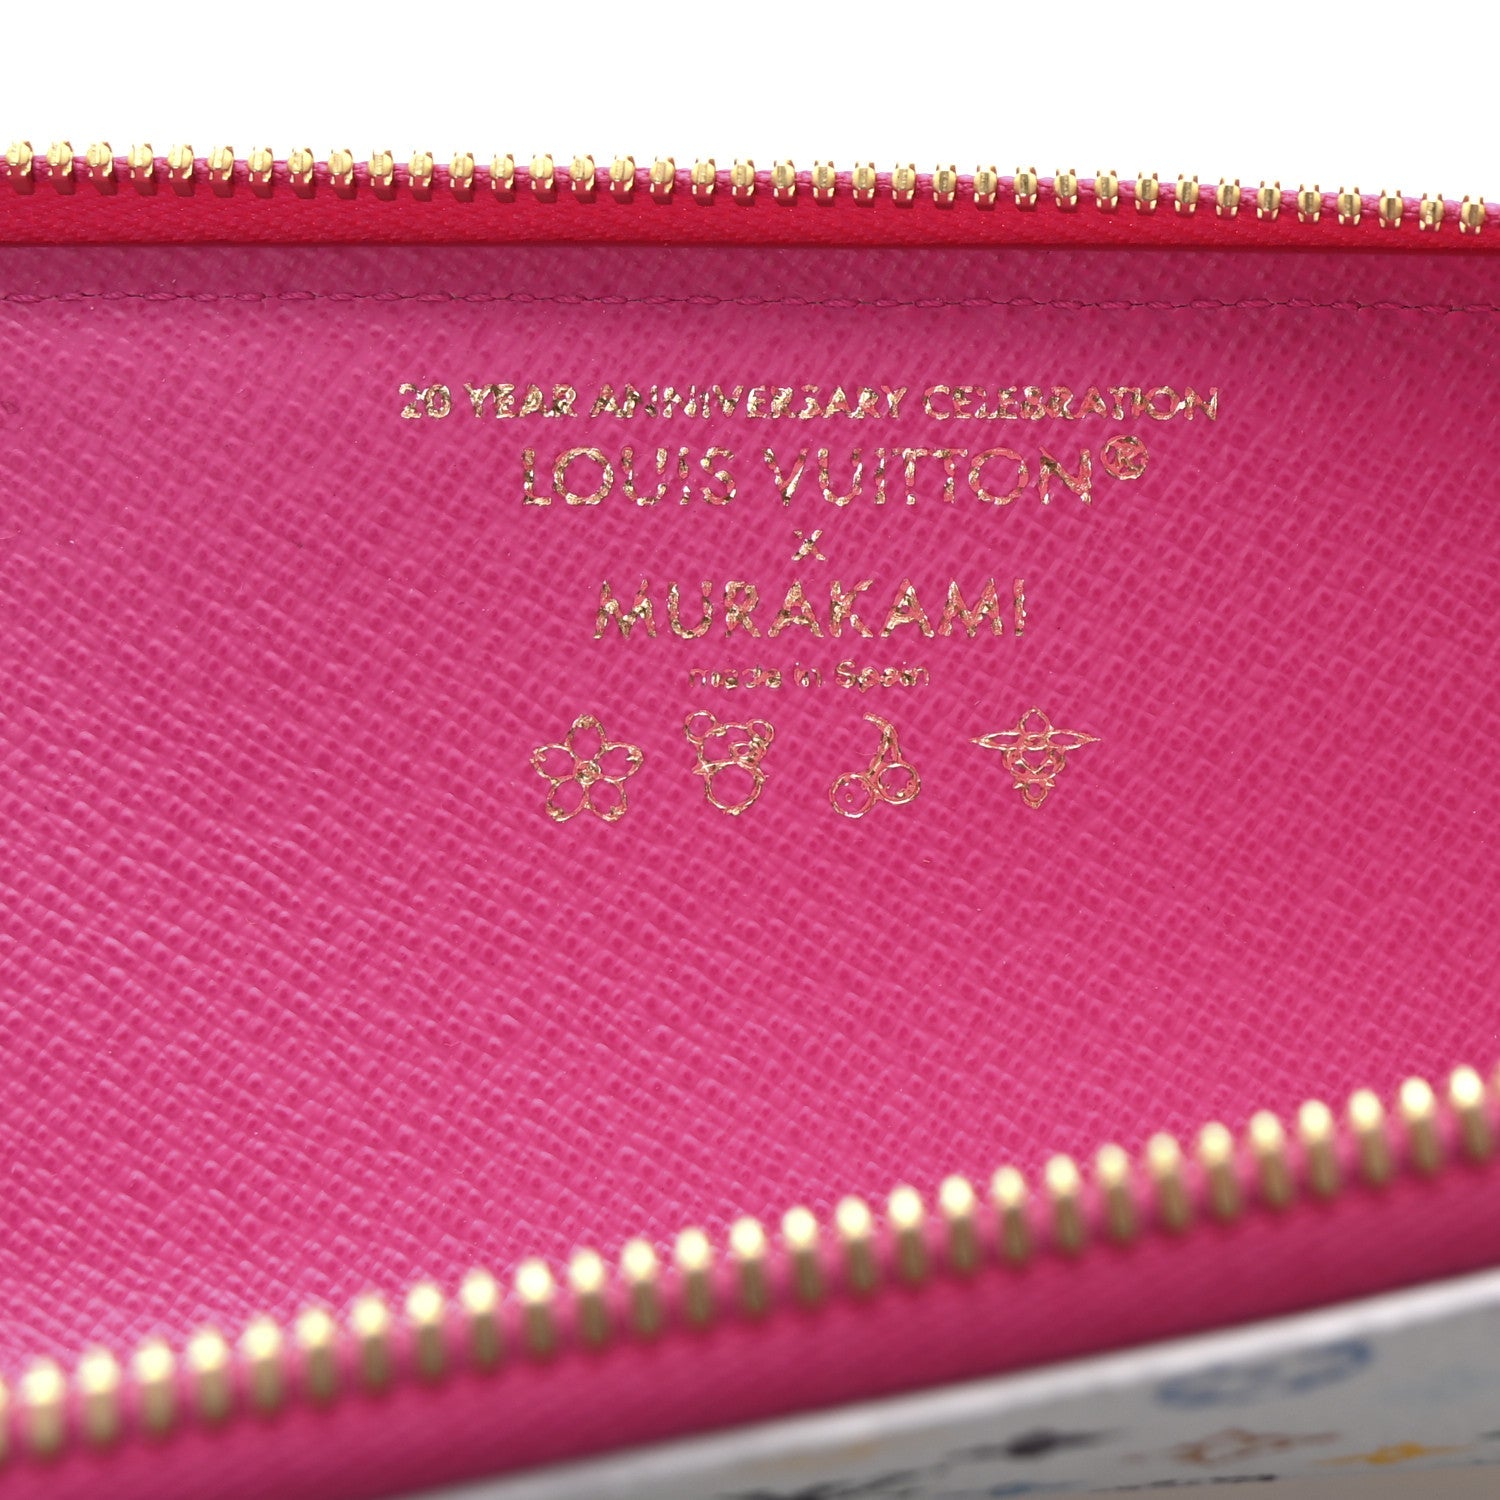 20 YEAR ANNIVERSARY CELEBRATION
LOUIS VUITTON®
x
MURAKAMI
made in Spain